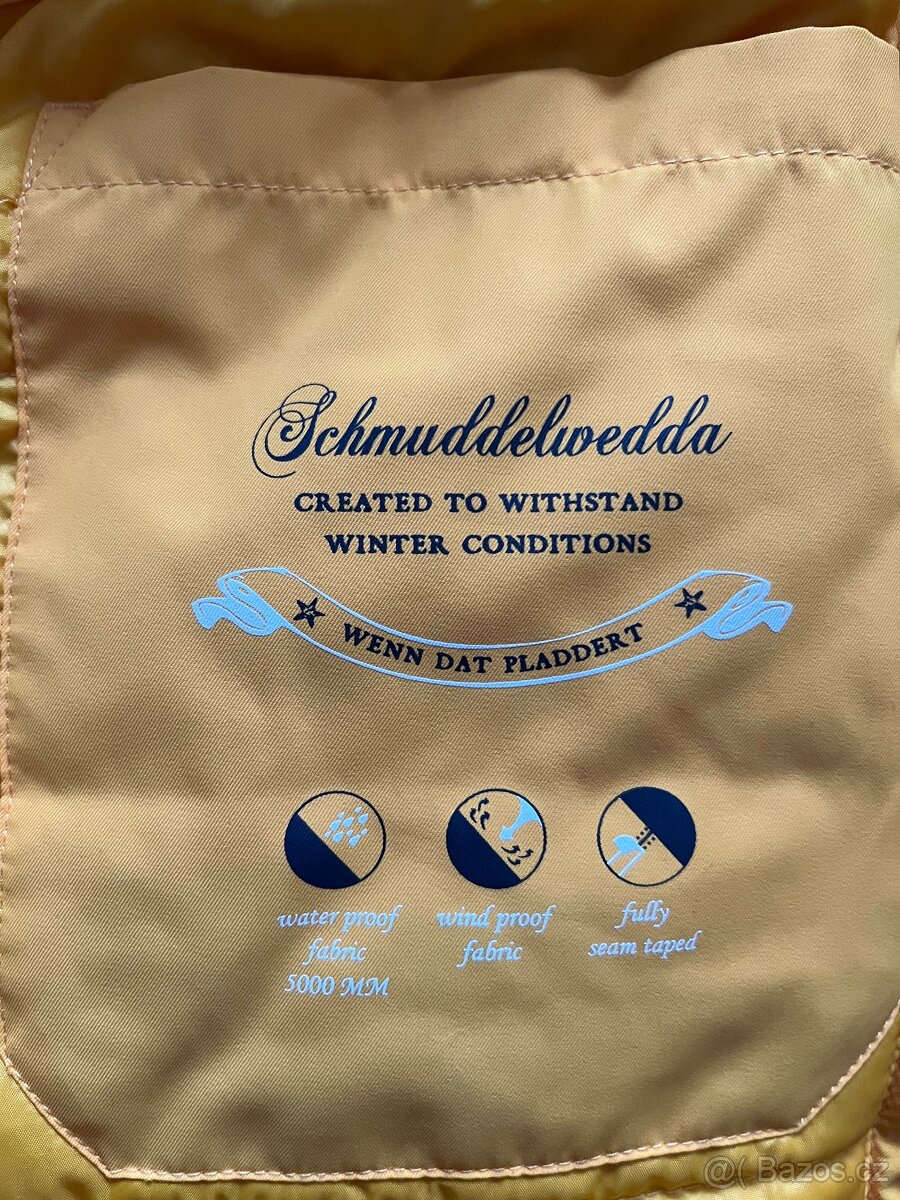 Schmuddelwedda
CREATED TO WITHSTAND
WINTER CONDITIONS
WENN DAT PLADDERT
water proof
fabric
5000 MM
wind proof
fabric
fully
seam taped
@( Bazos.cz